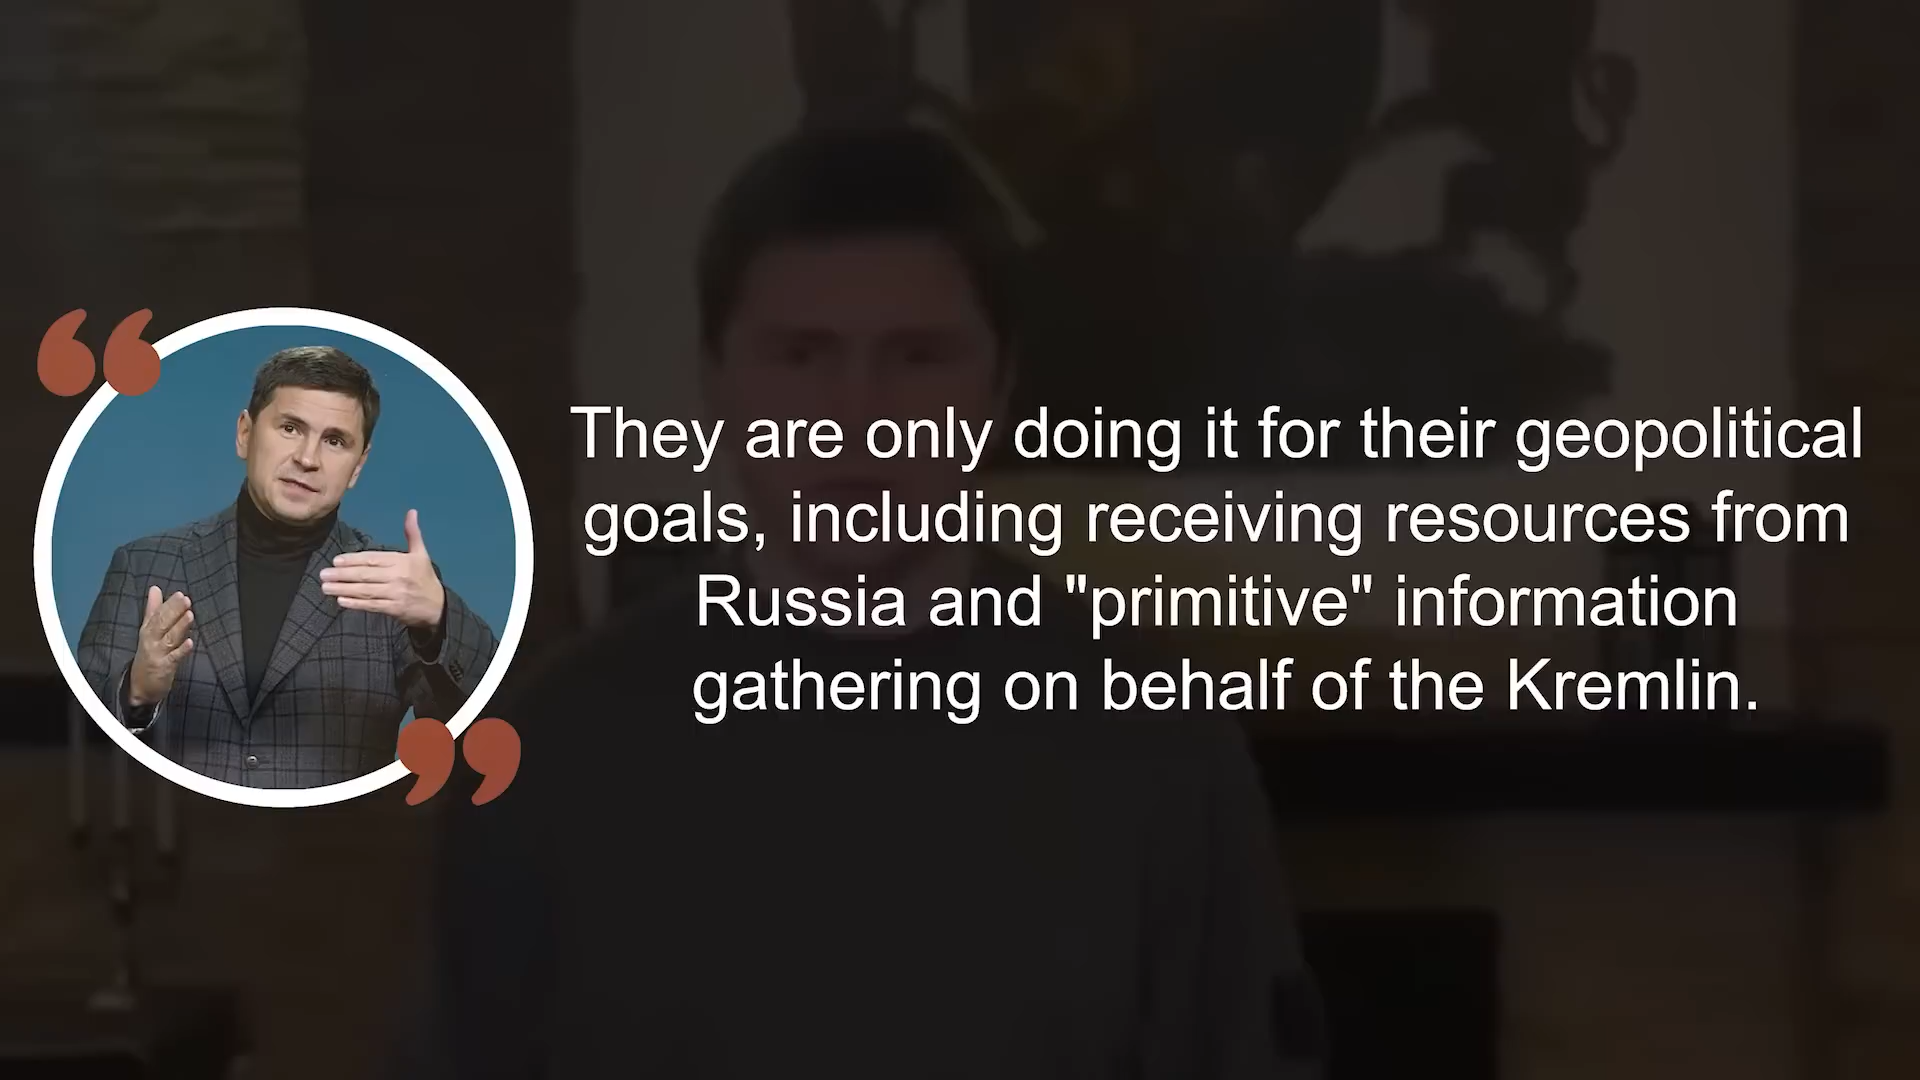 They are only doing it for their geopolitical
goals, including receiving resources from
Russia and "primitive" information
gathering on behalf of the Kremlin.